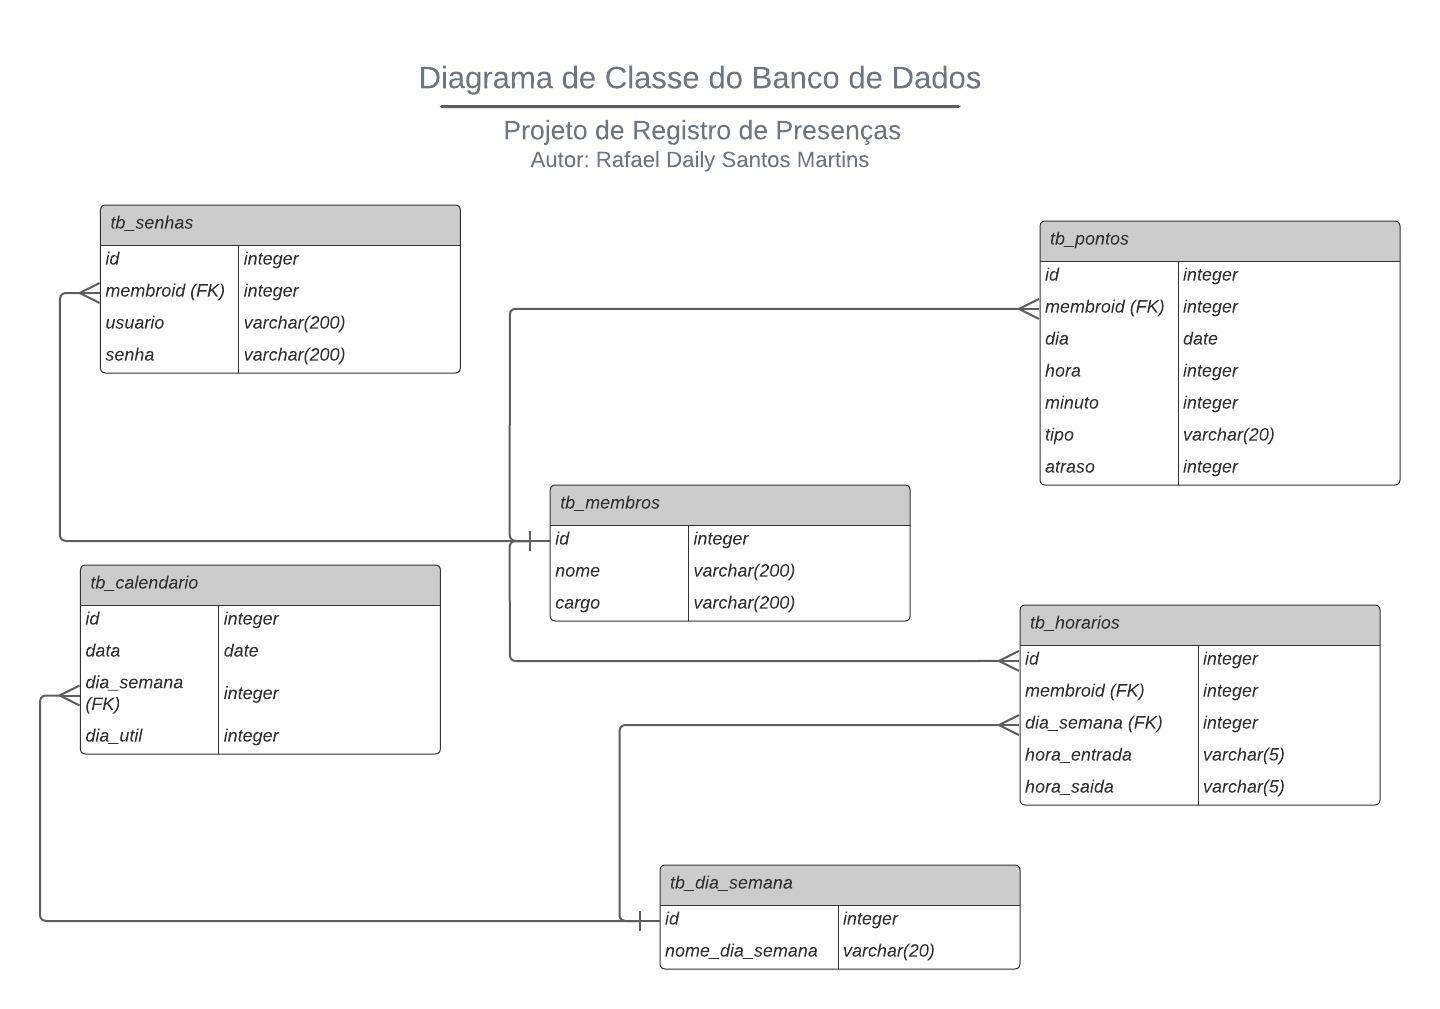 Diagrama de Classe do Banco de Dados
Projeto de Registro de Presenças
Autor: Rafael Daily Santos Martins
tb_senhas
id integer
membroid (FK) integer
usuario varchar(200)
senha varchar(200)
tb_pontos
id integer
membroid (FK) integer
dia date
hora integer
minuto integer
tipo varchar(20)
atraso integer
tb_membros
id integer
nome varchar(200)
cargo varchar(200)
tb_calendario
id integer
data date
dia_semana
(FK) integer
dia_util integer
tb_horarios
id integer
membroid (FK) integer
dia_semana (FK) integer
hora_entrada varchar(5)
hora_saida varchar(5)
tb_dia_semana
id integer
nome_dia_semana varchar(20)